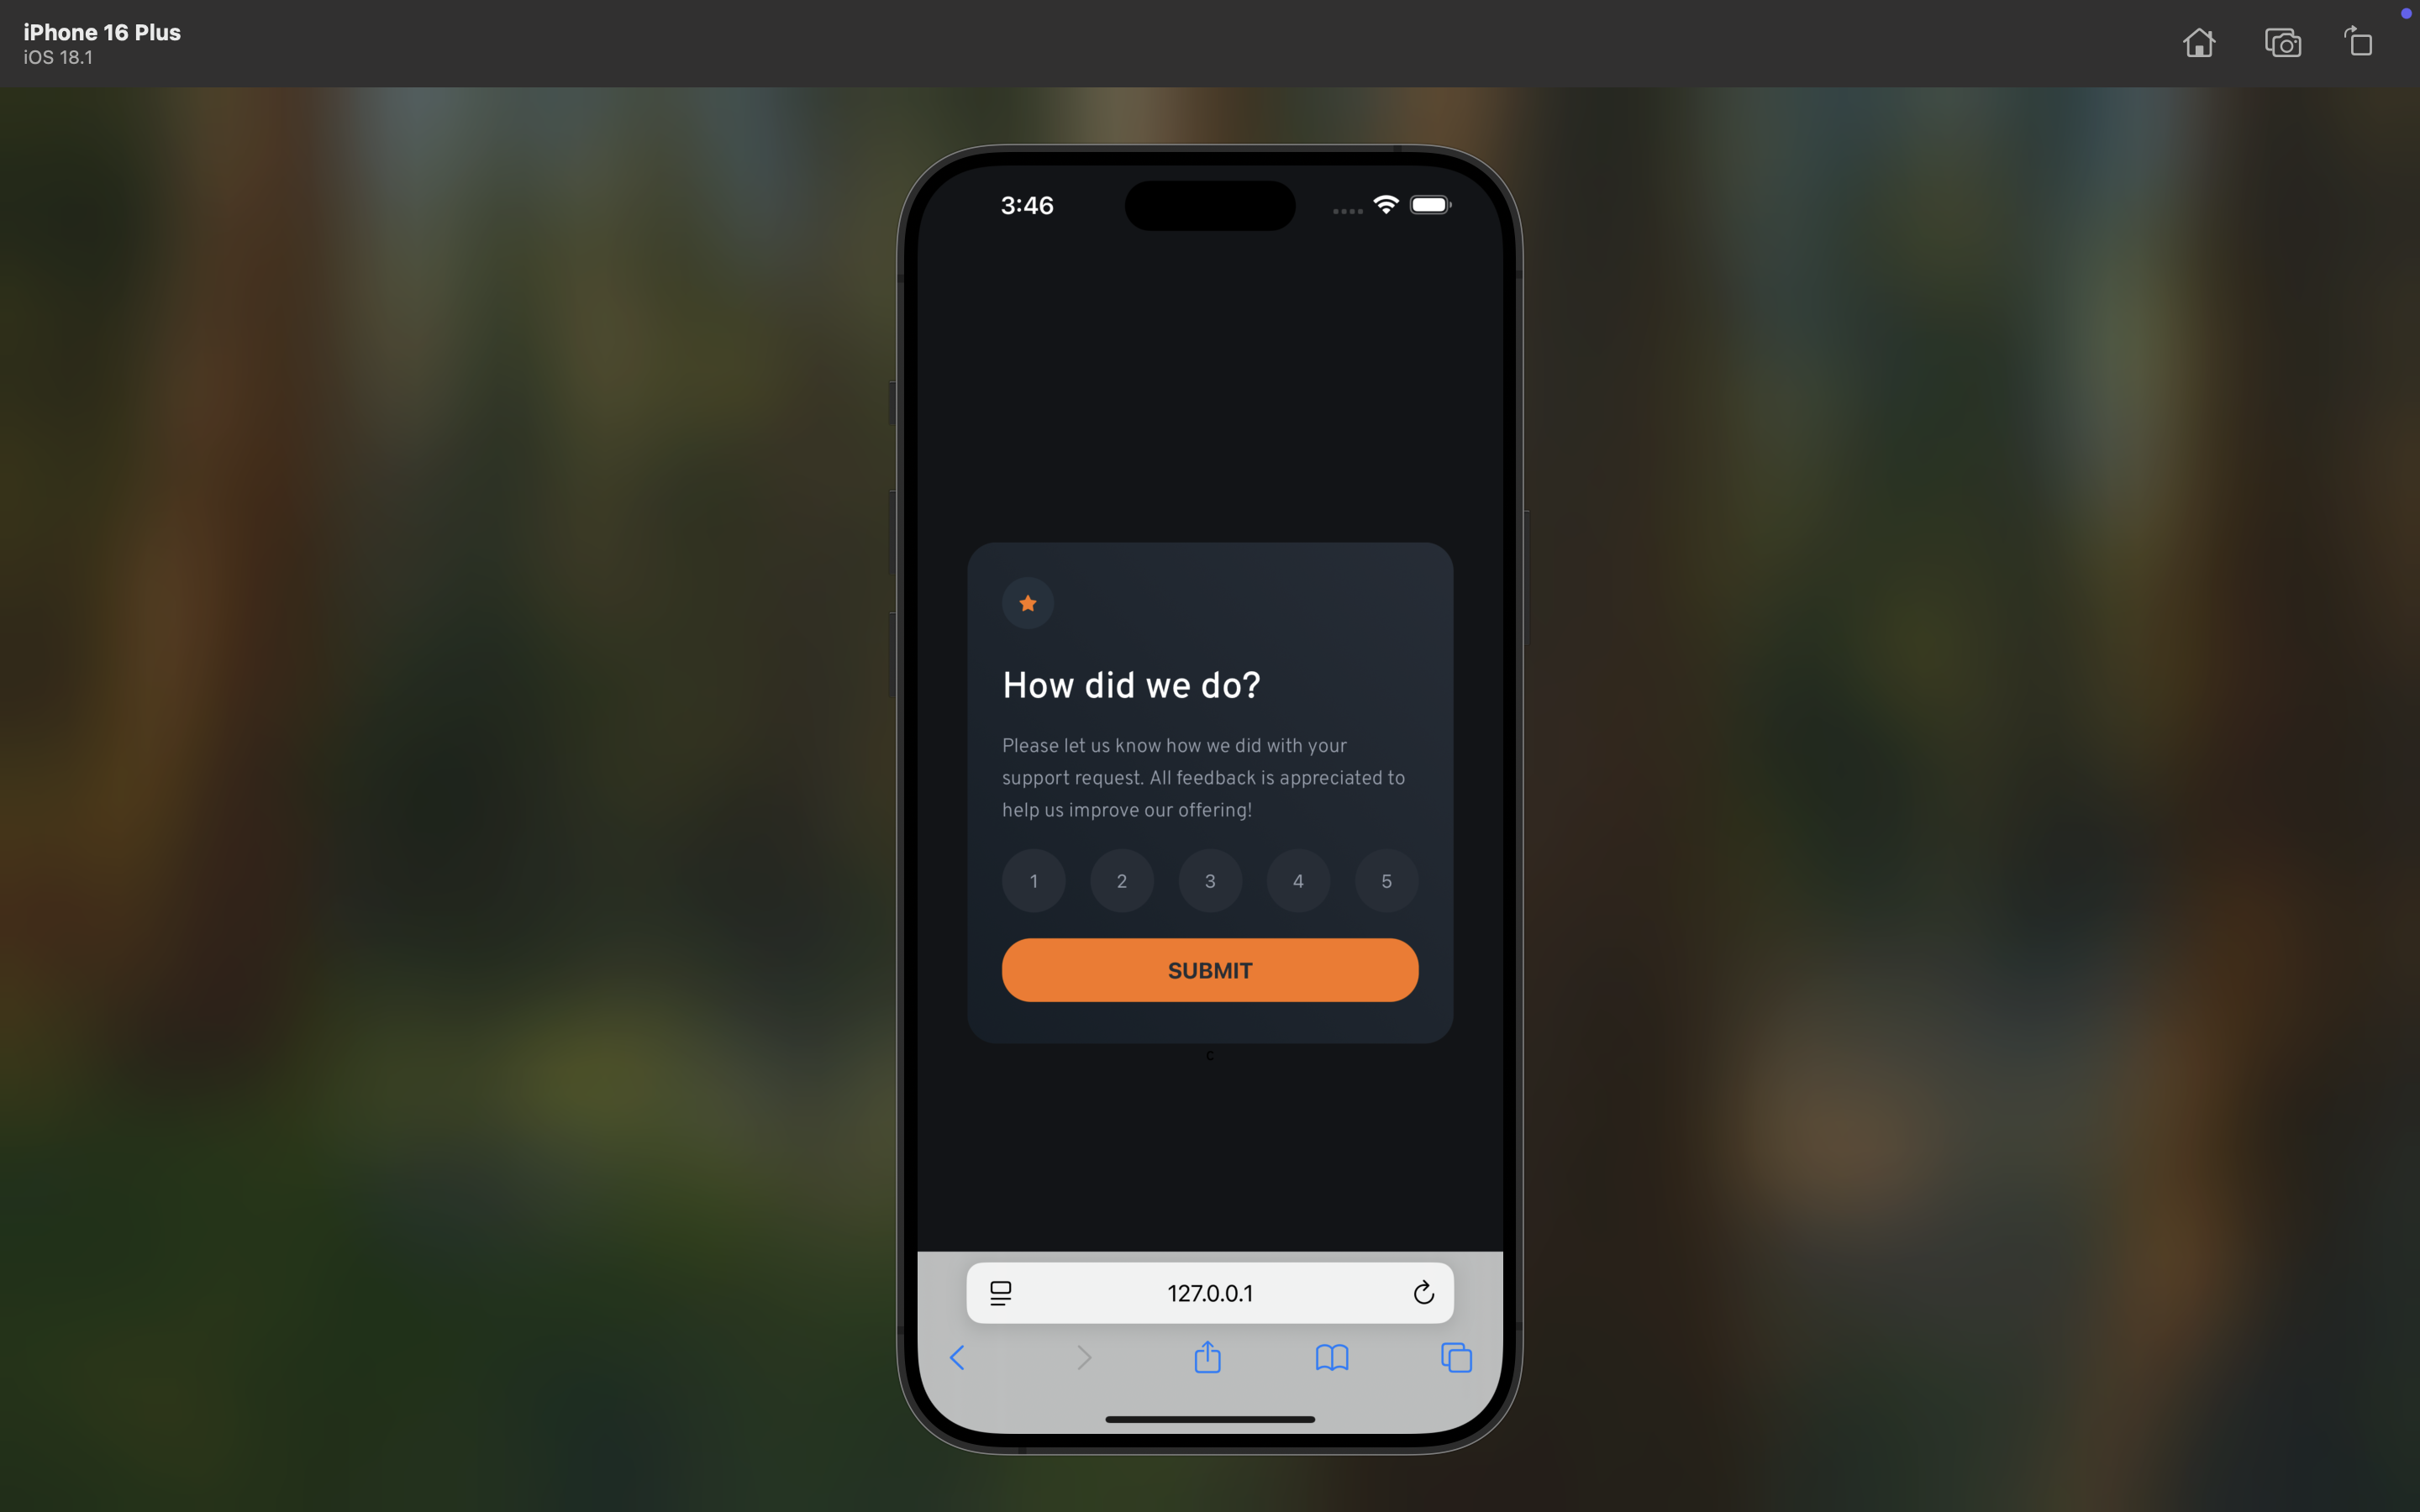 iPhone 16 Plus
iOS 18.1
3:46
How did we do?
Please let us know how we did with your
support request. All feedback is appreciated to
help us improve our offering!
1 2 3 4 5
SUBMIT
c
127.0.0.1